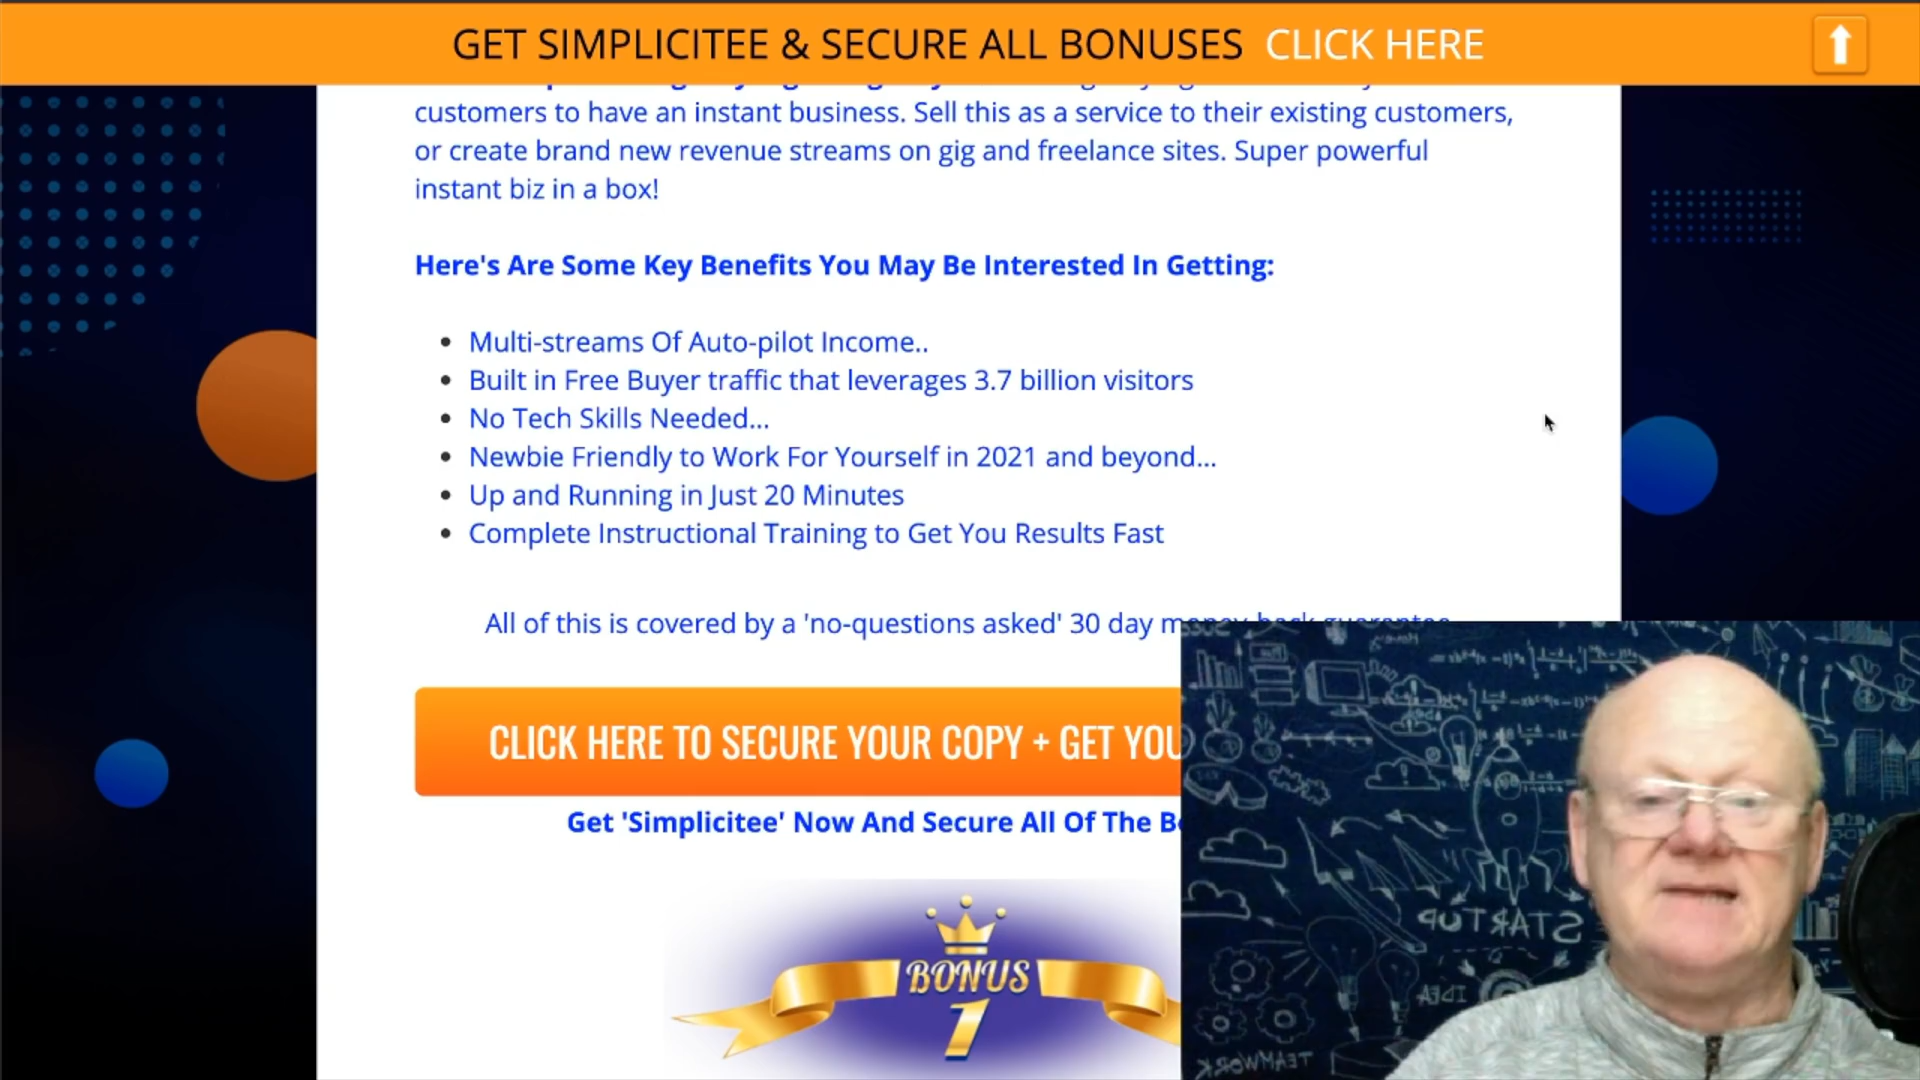 GET SIMPLICITEE & SECURE ALL BONUSES CLICK HERE
customers to have an instant business. Sell this as a service to their existing customers,
or create brand new revenue streams on gig and freelance sites. Super powerful
instant biz in a box!
Here's Are Some Key Benefits You May Be Interested In Getting:
Multi-streams Of Auto-pilot Income..
Built in Free Buyer traffic that leverages 3.7 billion visitors
No Tech Skills Needed...
Newbie Friendly to Work For Yourself in 2021 and beyond...
Up and Running in Just 20 Minutes
Complete Instructional Training to Get You Results Fast
All of this is covered by a 'no-questions asked' 30 day money-back guarantee
CLICK HERE TO SECURE YOUR COPY + GET YOU
Get 'Simplicitee' Now And Secure All Of The
BONUS
1
STARTUP
IDEA
TEAMWORK